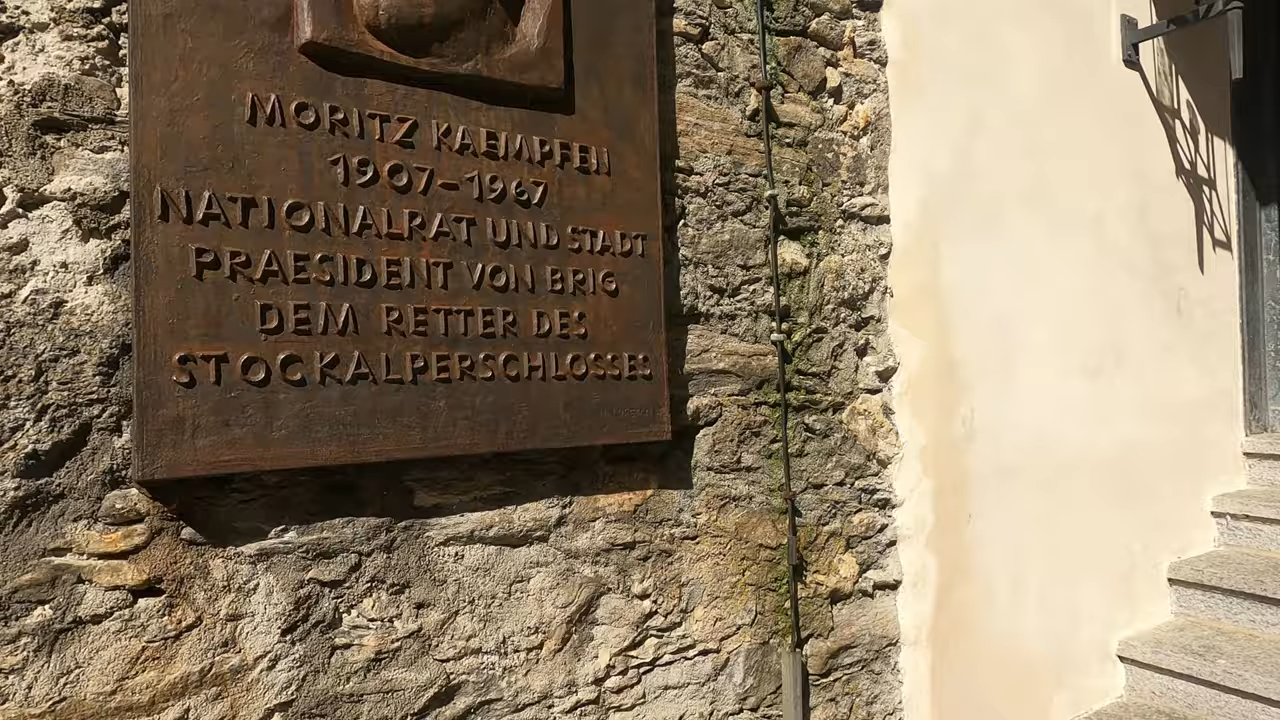 MORITZ KAEMPFEN
1907-1967
NATIONALRAT UND STADT
PRAESIDENT VON BRIG
DEM RETTER DES
STOCKALPERSCHLOSSES